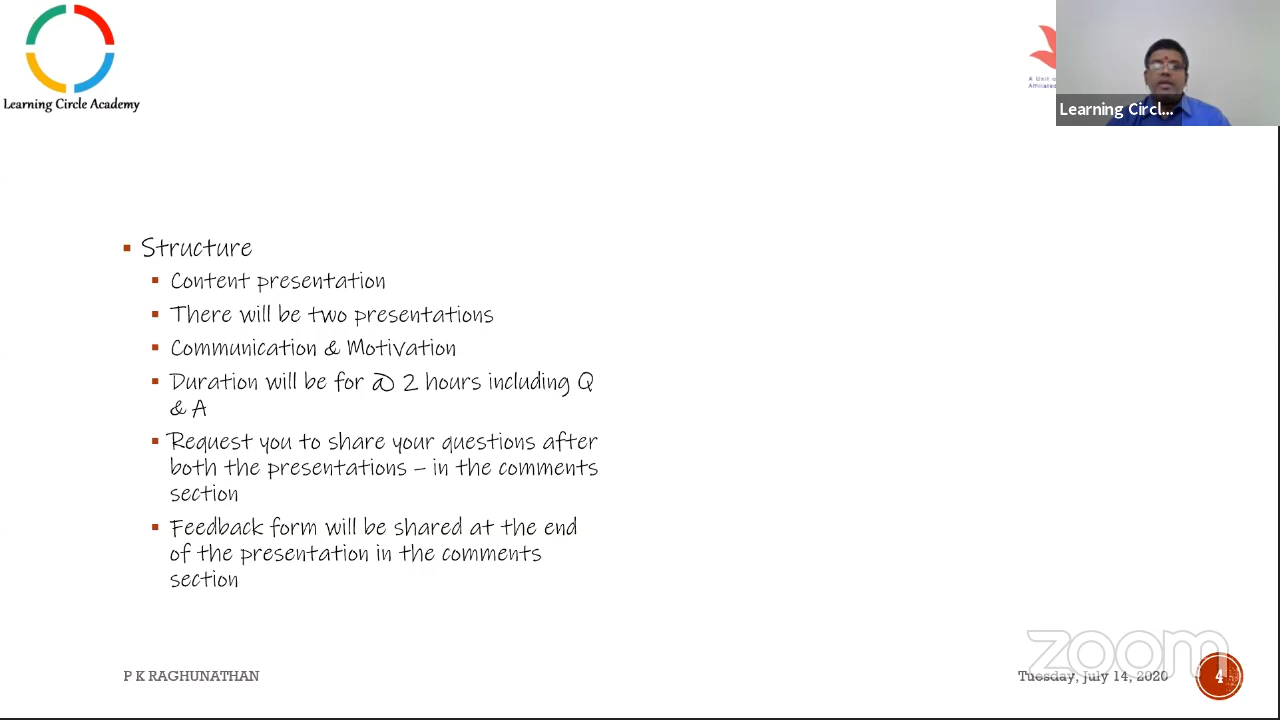 Learning Circle Academy
A Unit o
Affiliated
Learning Circl...
Structure
Content presentation
There will be two presentations
Communication & Motivation
Duration will be for @ 2 hours including Q
& A
Request you to share your questions after
both the presentations – in the comments
section
Feedback form will be shared at the end
of the presentation in the comments
section
zoom
P K RAGHUNATHAN
Tuesday, July 14, 2020
4